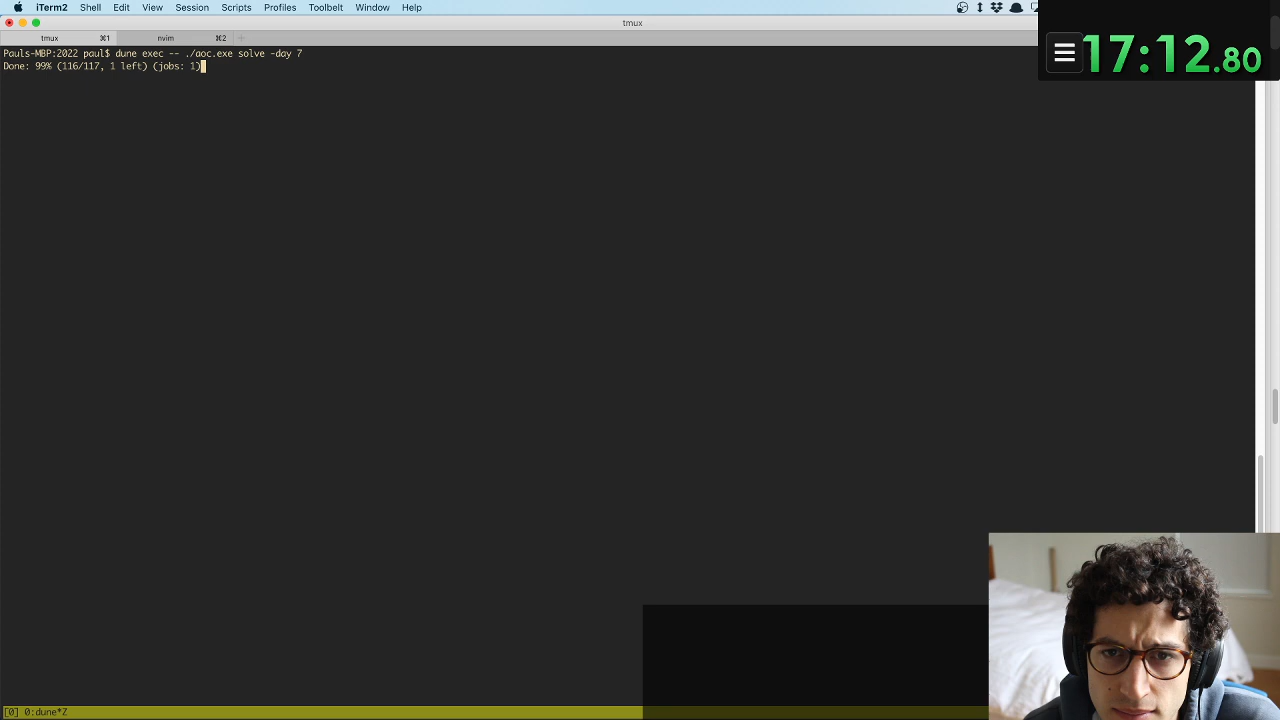 iTerm2 Shell Edit View Session Scripts Profiles Toolbelt Window Help
tmux
tmux ⌘1 nvim ⌘2 +
17:12.80
Pauls-MBP:2022 paul$ dune exec -- ./aoc.exe solve -day 7
Done: 99% (116/117, 1 left) (jobs: 1)
[0] 0:dune*Z